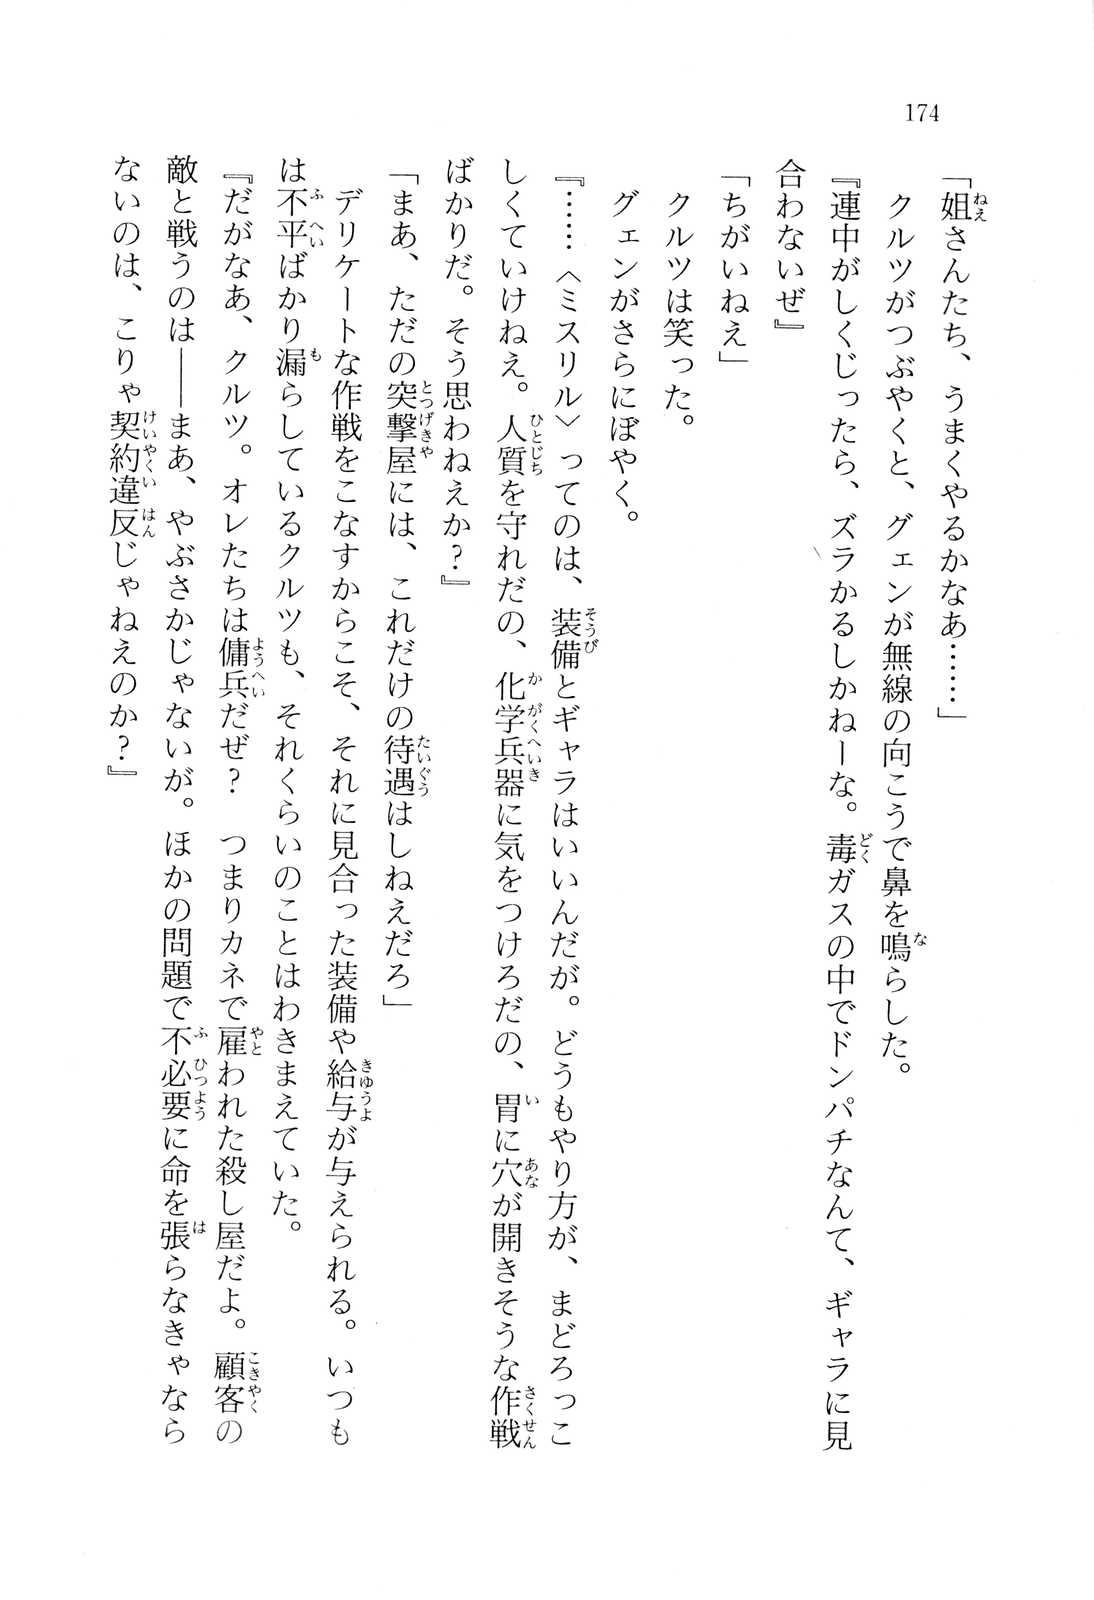 174
「姐さんたち、うまくやるかなあ……」
　クルツがつぶやくと、グェンが無線の向こうで鼻を鳴らした。
『連中がしくじったら、ズラかるしかねーな。毒ガスの中でドンパチなんて、ギャラに見
合わないぜ』
「ちがいねえ」
　クルツは笑った。
　グェンがさらにぼやく。
『……〈ミスリル〉ってのは、装備とギャラはいいんだが。どうもやり方が、まどろっこ
しくていけねえ。人質を守れだの、化学兵器に気をつけろだの、胃に穴が開きそうな作戦
ばかりだ。そう思わねえか？』
「まあ、ただの突撃屋には、これだけの待遇はしねえだろ」
　デリケートな作戦をこなすからこそ、それに見合った装備や給与が与えられる。いつも
は不平ばかり漏らしているクルツも、それくらいのことはわきまえていた。
『だがなあ、クルツ。オレたちは傭兵だぜ？　つまりカネで雇われた殺し屋だよ。顧客の
敵と戦うのは――まあ、やぶさかじゃないが。ほかの問題で不必要に命を張らなきゃなら
ないのは、こりゃ契約違反じゃねえのか？』